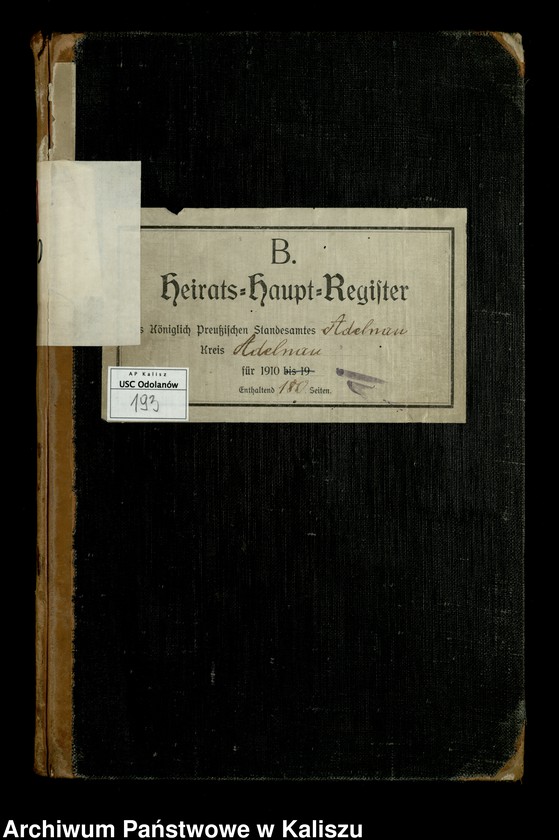 B.
Heirats-Haupt-Register
s Königlich Preußischen Standesamtes Adelnau
Kreis Adelnau
für 1910 bis 19
Enthaltend 180 Seiten.
AP Kalisz
USC Odolanów
193
Archiwum Państwowe w Kaliszu